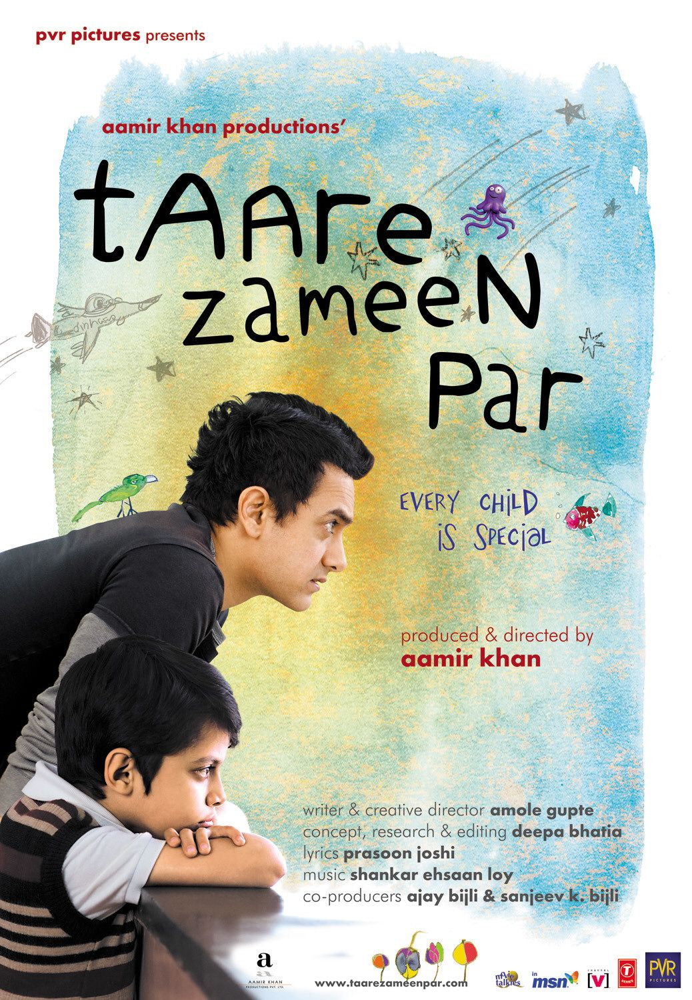 pvr pictures presents
aamir khan productions'
tAAre
zameeN
Par
EVERY CHiLD
iS SPECiaL
produced & directed by
aamir khan
writer & creative director amole gupte
concept, research & editing deepa bhatia
lyrics prasoon joshi
music shankar ehsaan loy
co-producers ajay bijli & sanjeev k. bijli
a
AAMIR KHAN
PRODUCTIONS PVT. LTD.
www.taarezameenpar.com
movie
talkies
in
msn
CHANNEL
[V]
T
SERIES
PVR
PICTURES